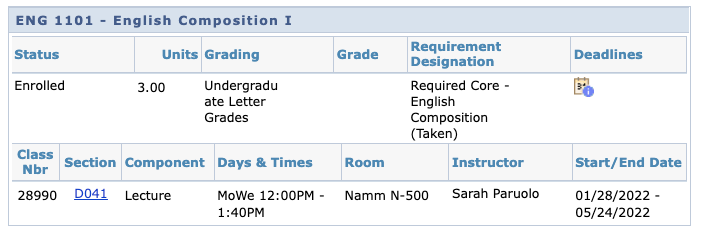 ENG 1101 - English Composition I
Status Units Grading Grade Requirement Designation Deadlines
Enrolled 3.00 Undergradu
ate Letter
Grades
Required Core -
English
Composition
(Taken)
Class Nbr Section Component Days & Times Room Instructor Start/End Date
28990 D041 Lecture MoWe 12:00PM -
1:40PM
Namm N-500 Sarah Paruolo 01/28/2022 -
05/24/2022